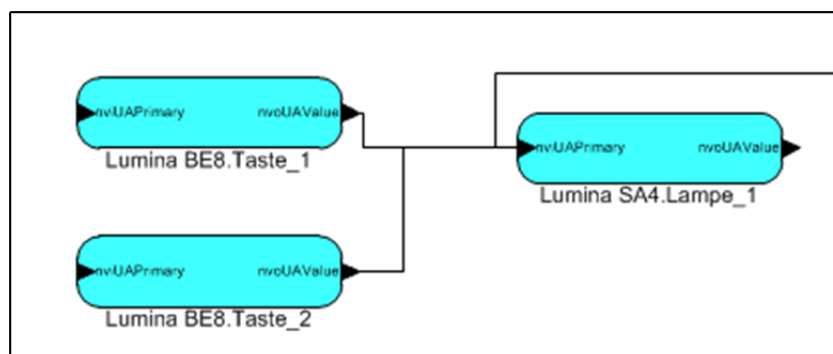 nviUAPrimary nvoUAValue
Lumina BE8.Taste_1
nviUAPrimary nvoUAValue
Lumina SA4.Lampe_1
nviUAPrimary nvoUAValue
Lumina BE8.Taste_2